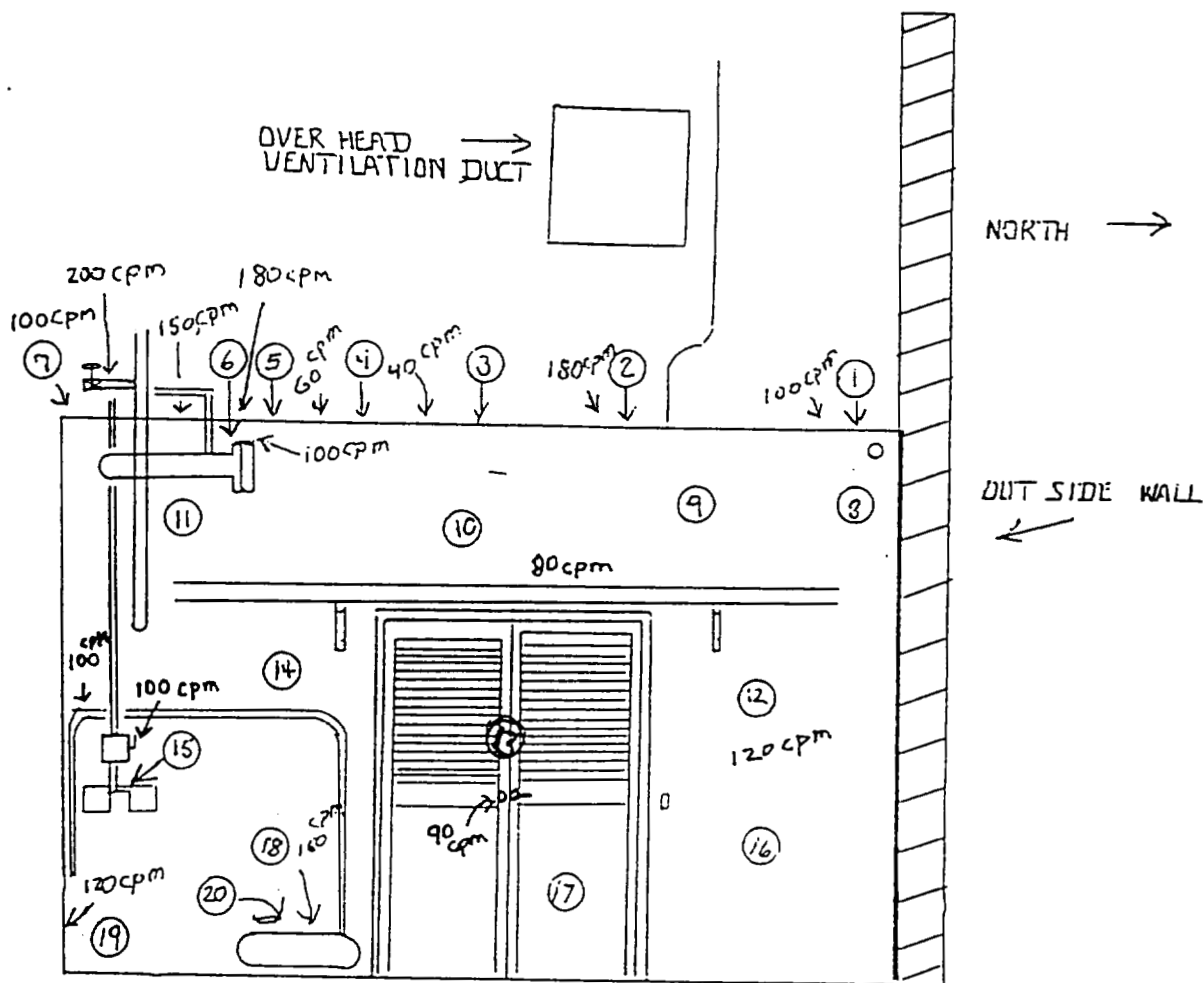 OVER HEAD
VENTILATION DUCT
NORTH
200 cpm
180 cpm
100 cpm
150 cpm
7
6
5
60 cpm
4
40 cpm
3
180 cpm
2
100 cpm
1
100 cpm
OUT SIDE WALL
11
10
9
8
80 cpm
100 cpm
14
100 cpm
12
15
13
120 cpm
90 cpm
18
160 cpm
16
120 cpm
20
17
19